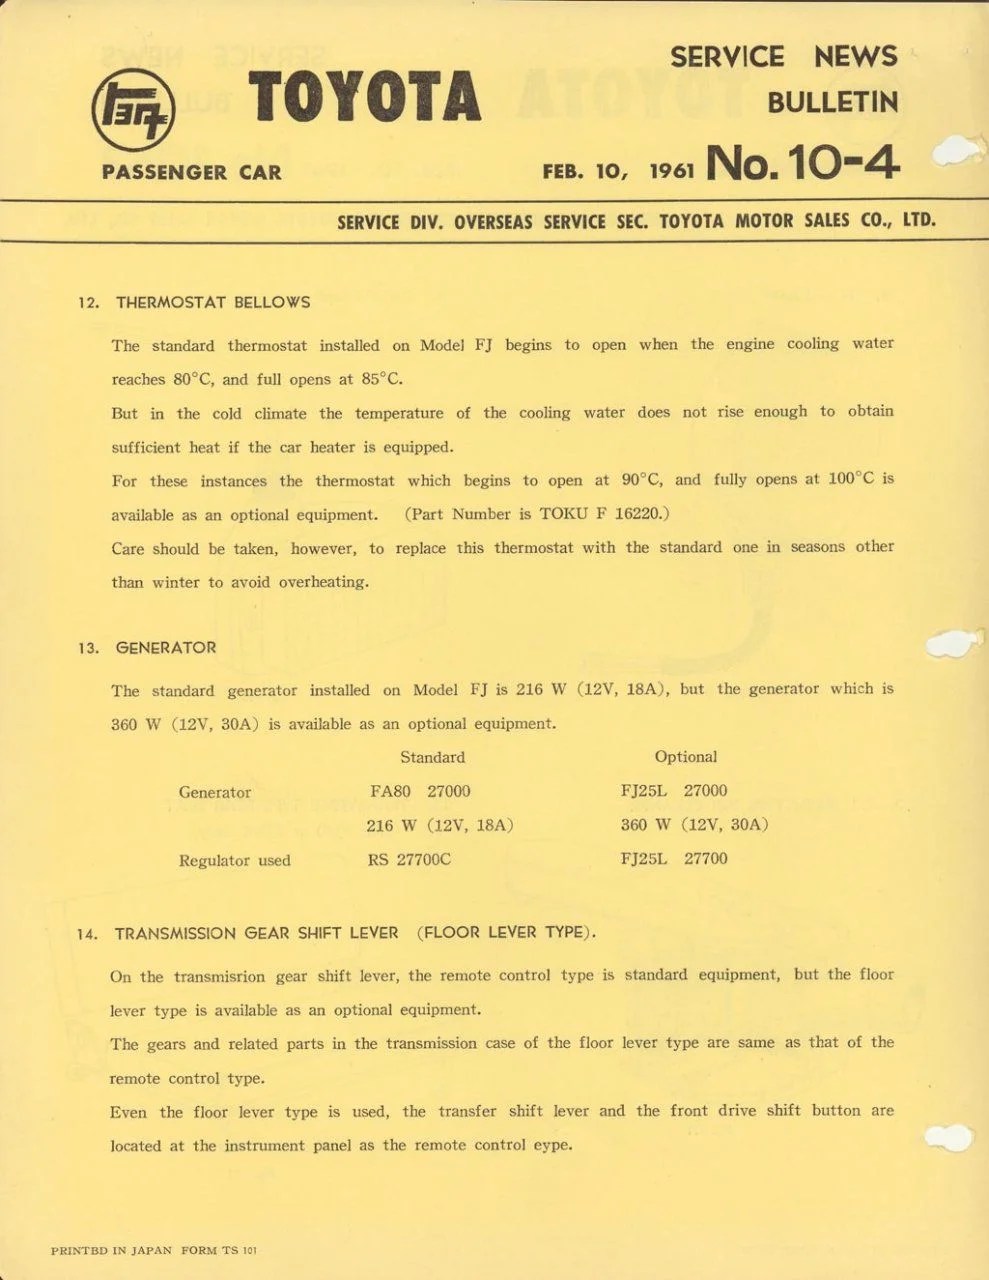 SERVICE NEWS
トヨタ TOYOTA
BULLETIN
PASSENGER CAR FEB. 10, 1961 No. 10-4
SERVICE DIV. OVERSEAS SERVICE SEC. TOYOTA MOTOR SALES CO., LTD.
12. THERMOSTAT BELLOWS
The standard thermostat installed on Model FJ begins to open when the engine cooling water
reaches 80°C, and full opens at 85°C.
But in the cold climate the temperature of the cooling water does not rise enough to obtain
sufficient heat if the car heater is equipped.
For these instances the thermostat which begins to open at 90°C, and fully opens at 100°C is
available as an optional equipment. (Part Number is TOKU F 16220.)
Care should be taken, however, to replace this thermostat with the standard one in seasons other
than winter to avoid overheating.
13. GENERATOR
The standard generator installed on Model FJ is 216 W (12V, 18A), but the generator which is
360 W (12V, 30A) is available as an optional equipment.
Standard Optional
Generator FA80 27000 FJ25L 27000
216 W (12V, 18A) 360 W (12V, 30A)
Regulator used RS 27700C FJ25L 27700
14. TRANSMISSION GEAR SHIFT LEVER (FLOOR LEVER TYPE).
On the transmisrion gear shift lever, the remote control type is standard equipment, but the floor
lever type is available as an optional equipment.
The gears and related parts in the transmission case of the floor lever type are same as that of the
remote control type.
Even the floor lever type is used, the transfer shift lever and the front drive shift button are
located at the instrument panel as the remote control eype.
PRINTBD IN JAPAN FORM TS 101